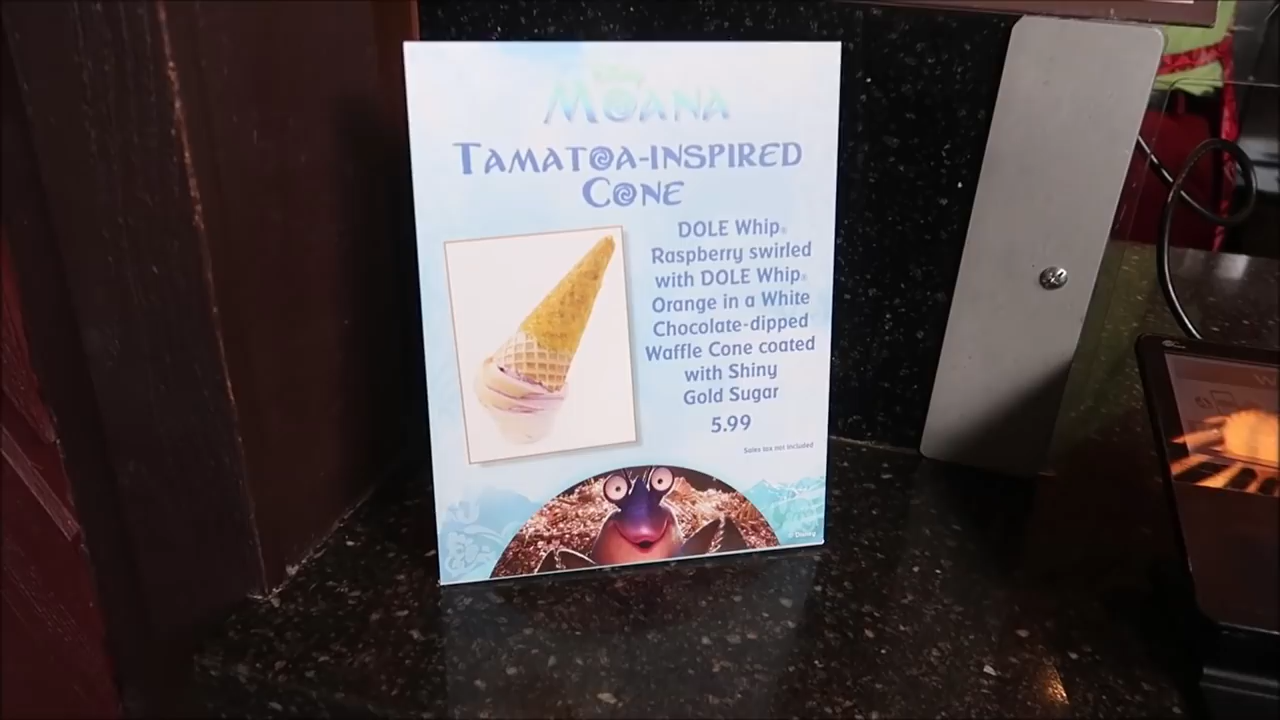 MOANA
TAMATOA-INSPIRED
CONE
DOLE Whip®
Raspberry swirled
with DOLE Whip®
Orange in a White
Chocolate-dipped
Waffle Cone coated
with Shiny
Gold Sugar
5.99
Sales tax not included
© Disney